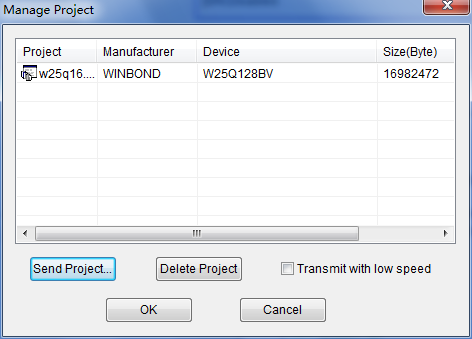 Manage Project
Project Manufacturer Device Size(Byte)
w25q16.... WINBOND W25Q128BV 16982472
Send Project... Delete Project Transmit with low speed
OK Cancel